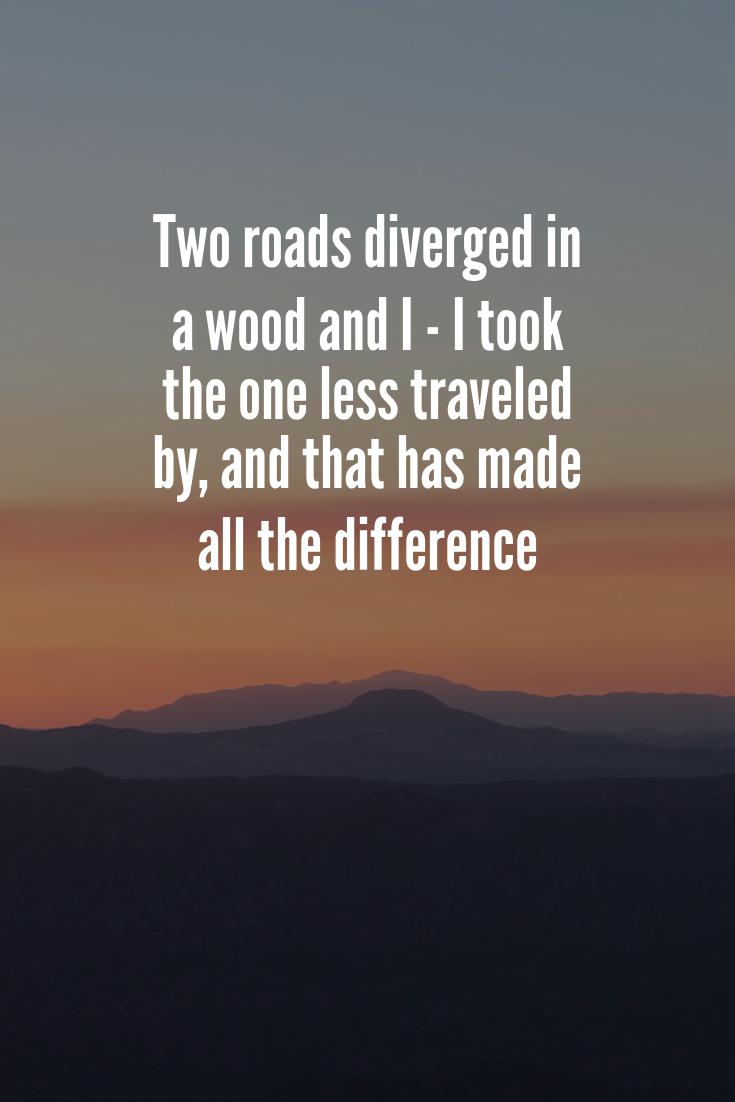 Two roads diverged in
a wood and I - I took
the one less traveled
by, and that has made
all the difference